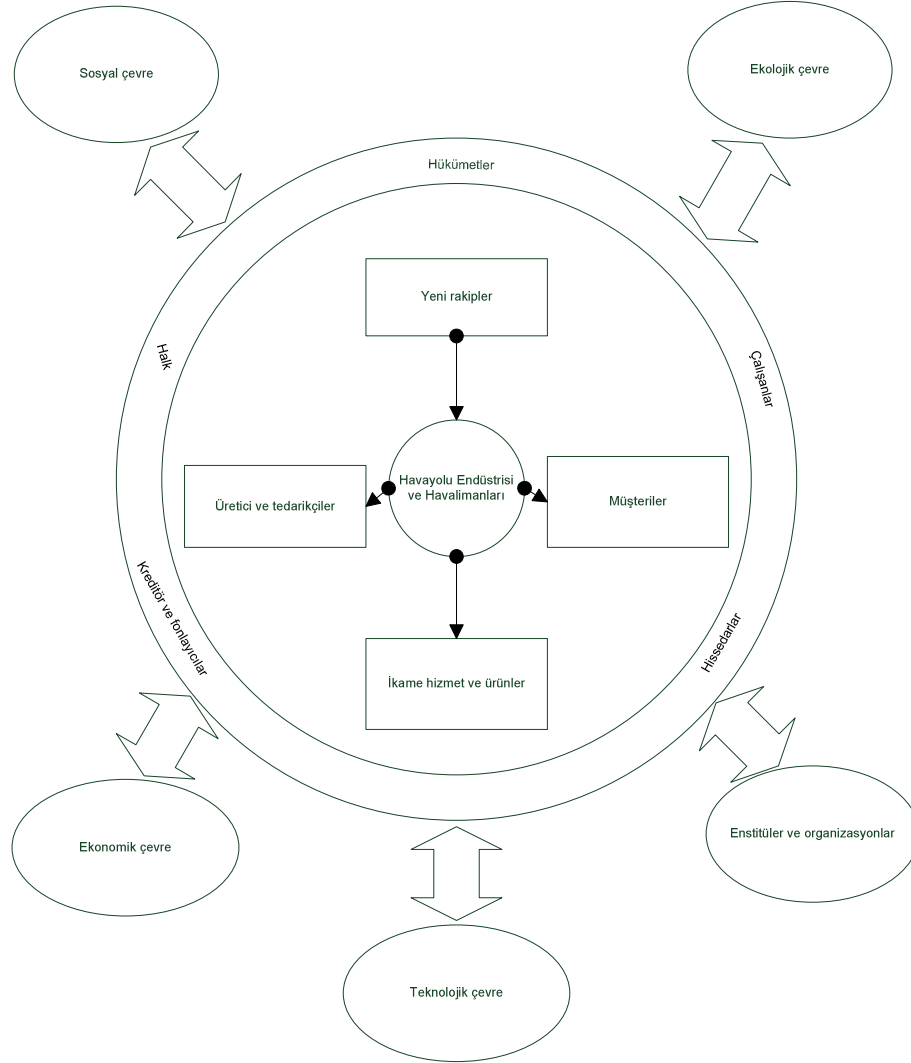 Sosyal çevre
Ekolojik çevre
Hükümetler
Yeni rakipler
Halk
Çalışanlar
Havayolu Endüstrisi
ve Havalimanları
Üretici ve tedarikçiler
Müşteriler
Kreditör ve fonlayıcılar
Hissedarlar
İkame hizmet ve ürünler
Ekonomik çevre
Enstitüler ve organizasyonlar
Teknolojik çevre